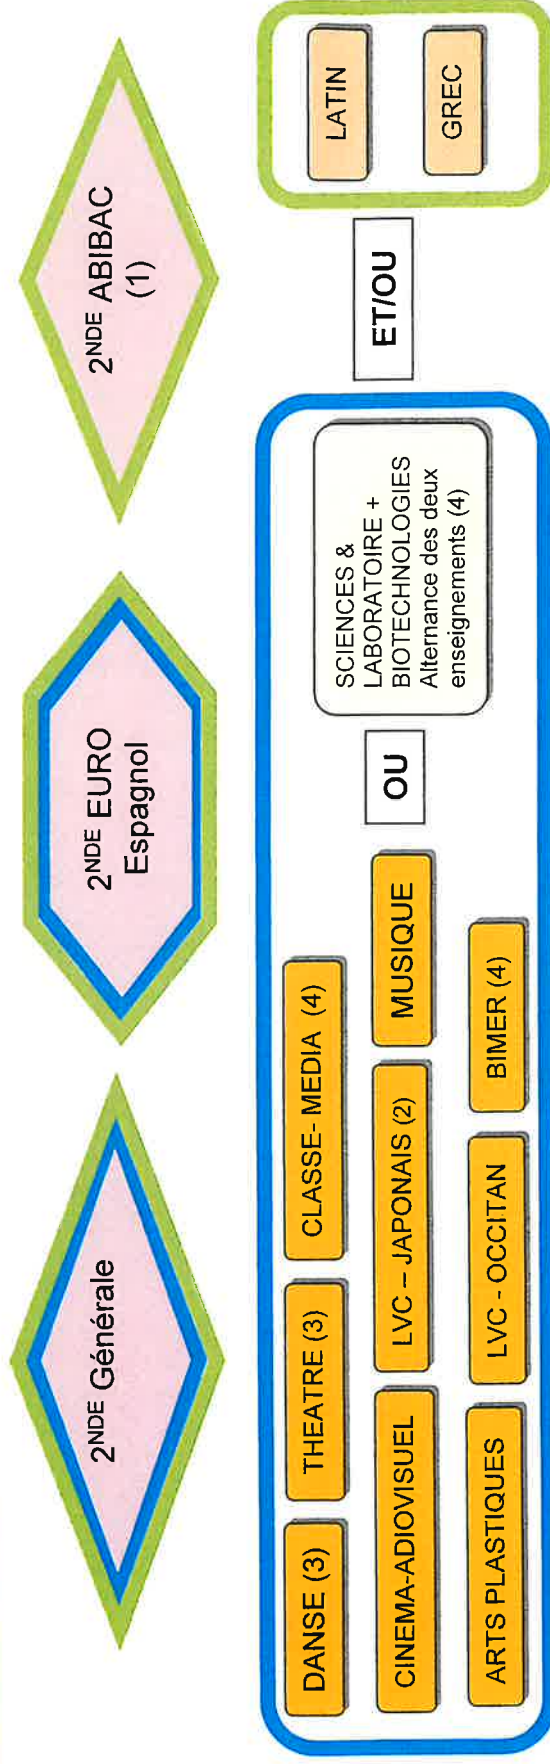 2NDE Générale
2NDE EURO
Espagnol
2NDE ABIBAC
(1)
DANSE (3)
THEATRE (3)
CLASSE- MEDIA (4)
CINEMA-ADIOVISUEL
LVC – JAPONAIS (2)
MUSIQUE
ARTS PLASTIQUES
LVC - OCCITAN
BIMER (4)
OU
SCIENCES &
LABORATOIRE +
BIOTECHNOLOGIES
Alternance des deux
enseignements (4)
ET/OU
LATIN
GREC